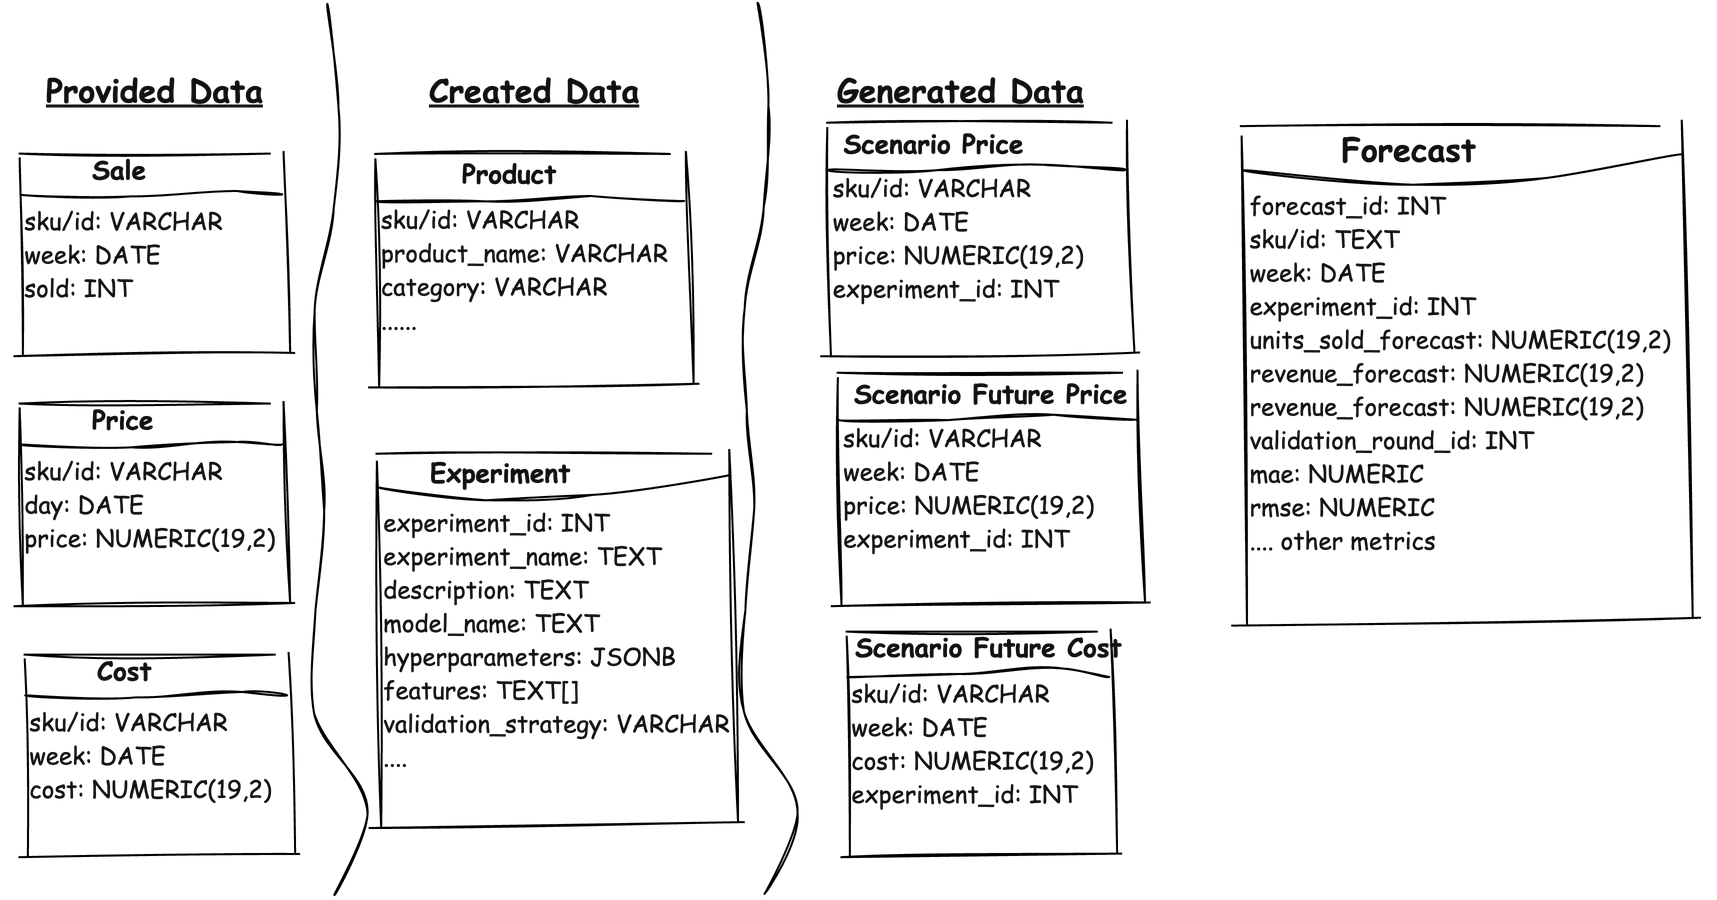 Provided Data
Sale
sku/id: VARCHAR
week: DATE
sold: INT
Price
sku/id: VARCHAR
day: DATE
price: NUMERIC(19,2)
Cost
sku/id: VARCHAR
week: DATE
cost: NUMERIC(19,2)
Created Data
Product
sku/id: VARCHAR
product_name: VARCHAR
category: VARCHAR
......
Experiment
experiment_id: INT
experiment_name: TEXT
description: TEXT
model_name: TEXT
hyperparameters: JSONB
features: TEXT[]
validation_strategy: VARCHAR
....
Generated Data
Scenario Price
sku/id: VARCHAR
week: DATE
price: NUMERIC(19,2)
experiment_id: INT
Scenario Future Price
sku/id: VARCHAR
week: DATE
price: NUMERIC(19,2)
experiment_id: INT
Scenario Future Cost
sku/id: VARCHAR
week: DATE
cost: NUMERIC(19,2)
experiment_id: INT
Forecast
forecast_id: INT
sku/id: TEXT
week: DATE
experiment_id: INT
units_sold_forecast: NUMERIC(19,2)
revenue_forecast: NUMERIC(19,2)
revenue_forecast: NUMERIC(19,2)
validation_round_id: INT
mae: NUMERIC
rmse: NUMERIC
.... other metrics